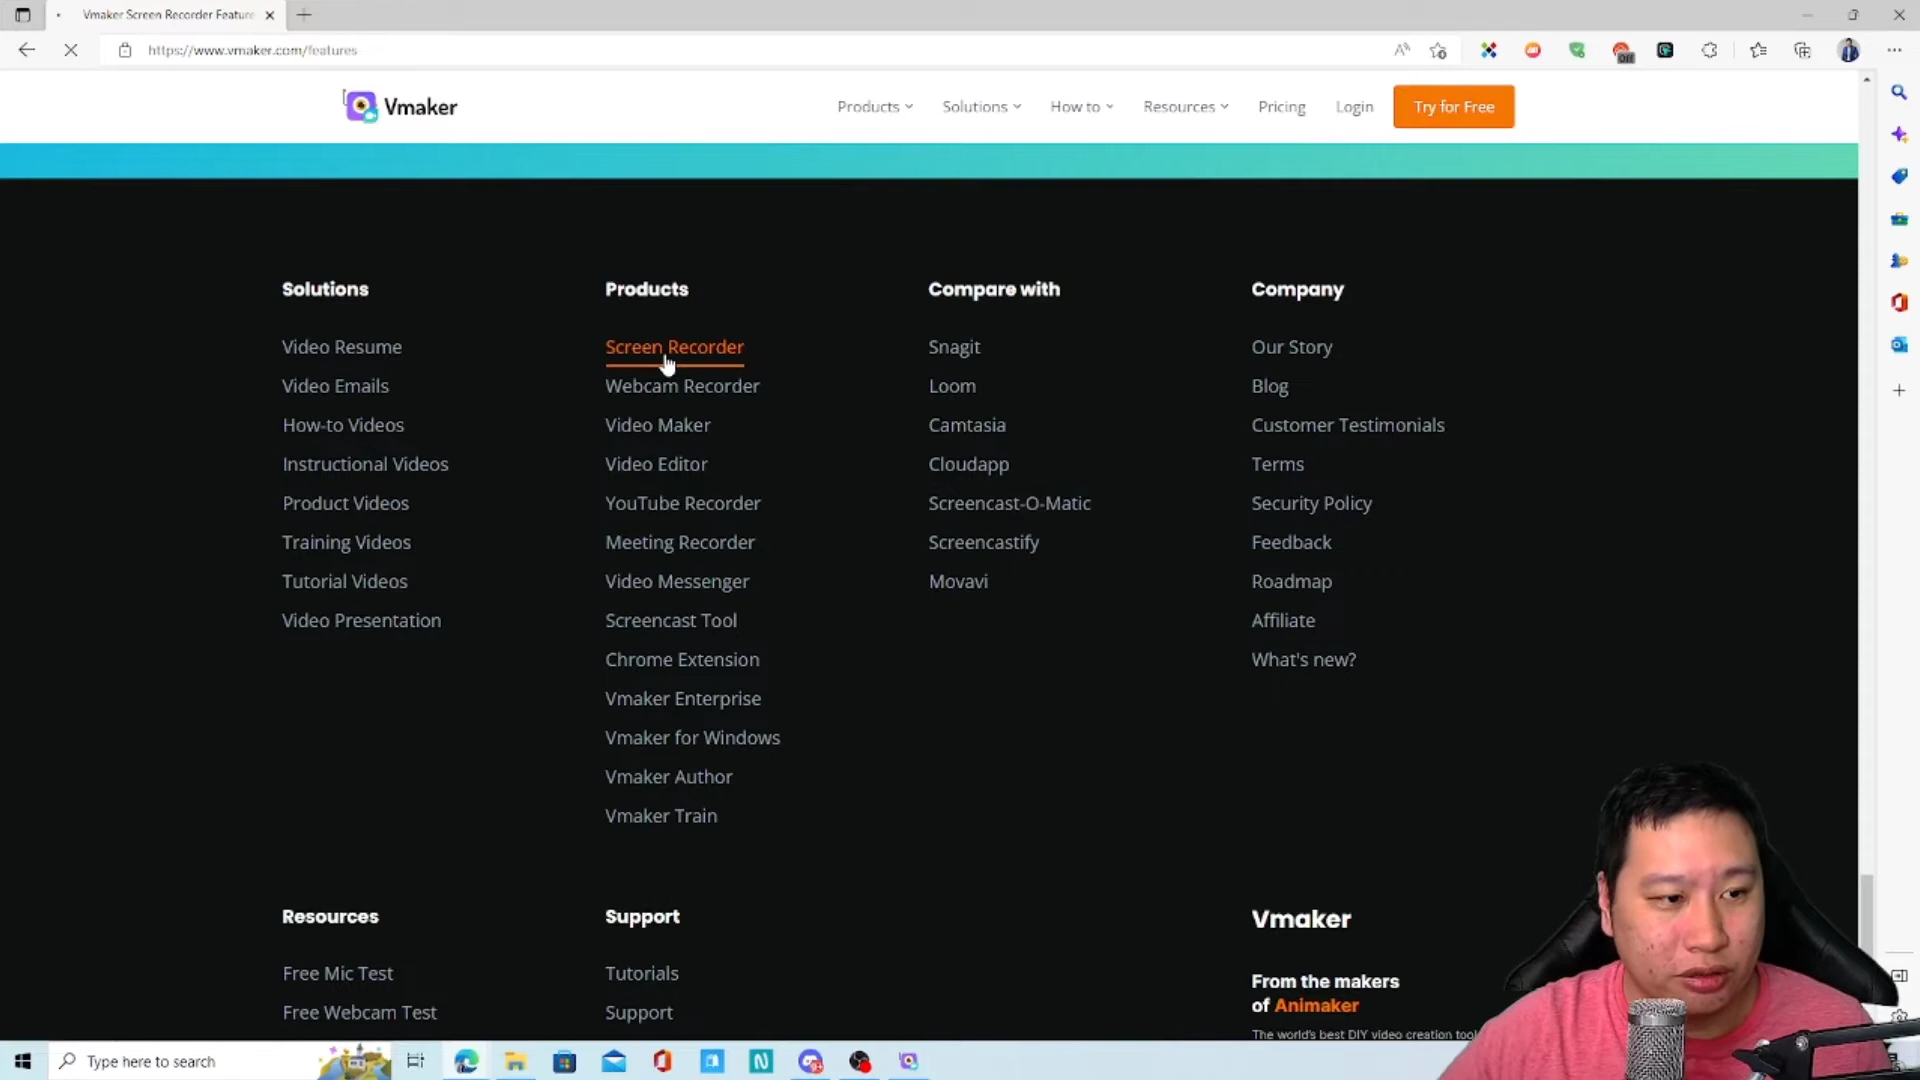 Vmaker Screen Recorder Feature
https://www.vmaker.com/features
off
Vmaker
Products
Solutions
How to
Resources
Pricing
Login
Try for Free
Solutions
Video Resume
Video Emails
How-to Videos
Instructional Videos
Product Videos
Training Videos
Tutorial Videos
Video Presentation
Products
Screen Recorder
Webcam Recorder
Video Maker
Video Editor
YouTube Recorder
Meeting Recorder
Video Messenger
Screencast Tool
Chrome Extension
Vmaker Enterprise
Vmaker for Windows
Vmaker Author
Vmaker Train
Compare with
Snagit
Loom
Camtasia
Cloudapp
Screencast-O-Matic
Screencastify
Movavi
Company
Our Story
Blog
Customer Testimonials
Terms
Security Policy
Feedback
Roadmap
Affiliate
What's new?
Resources
Free Mic Test
Free Webcam Test
Support
Tutorials
Support
Vmaker
From the makers
of Animaker
The world's best DIY video creation tool
Type here to search